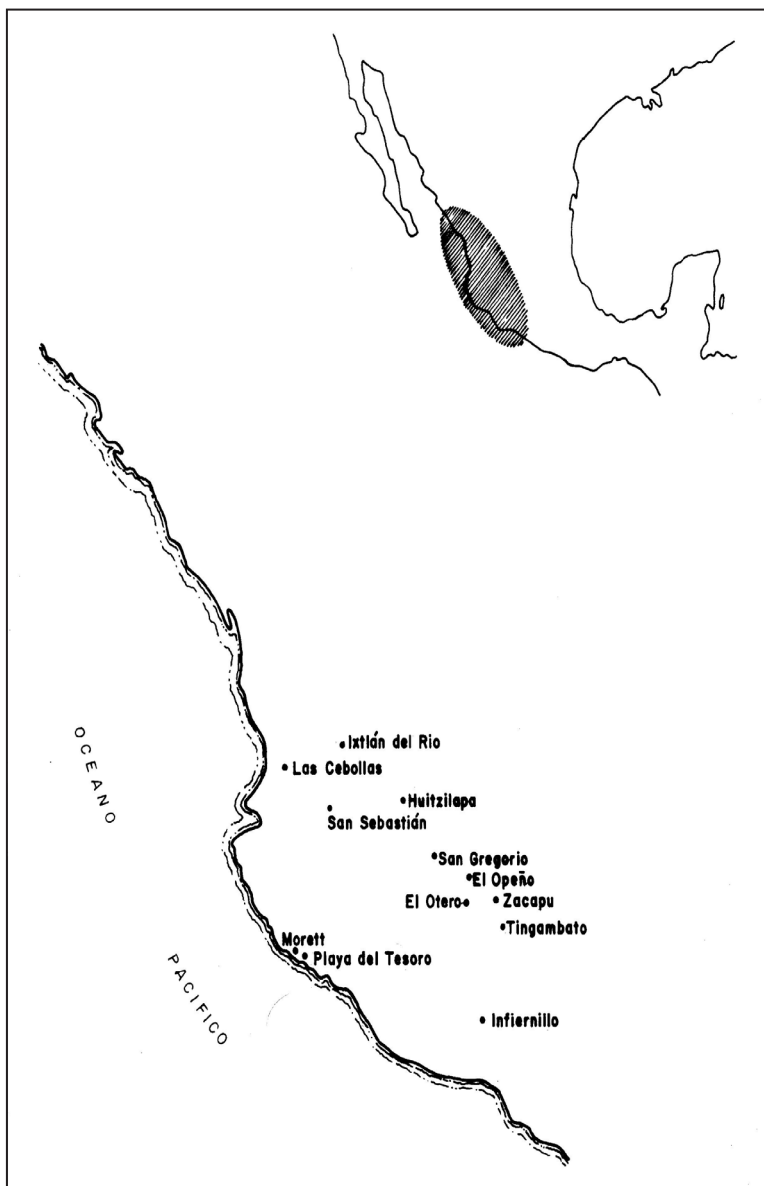 Ixtlán del Rio
Las Cebollas
Huitzilapa
San Sebastián
San Gregorio
El Opeño
El Otero
Zacapu
Tingambato
Morett
Playa del Tesoro
Infiernillo
OCEANO
PACIFICO